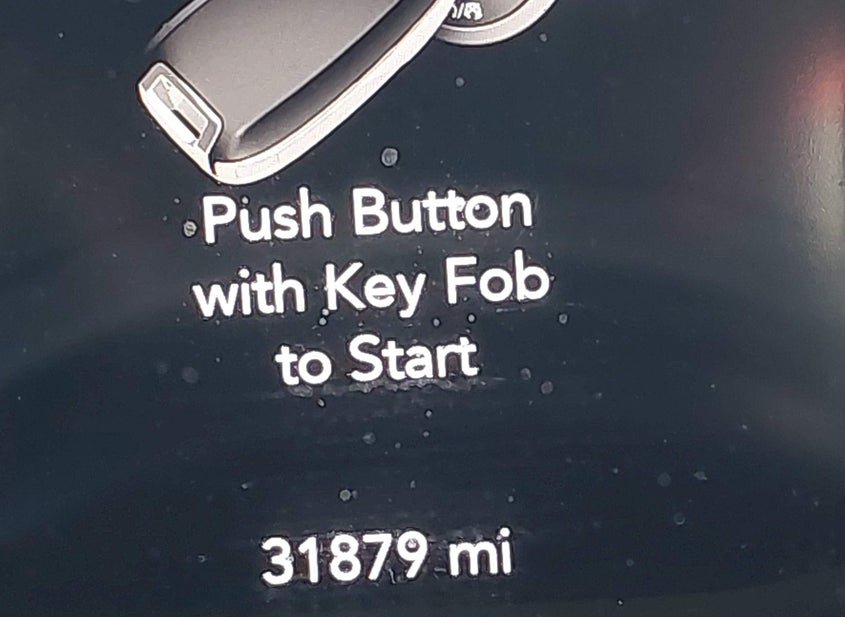 Push Button
with Key Fob
to Start
31879 mi